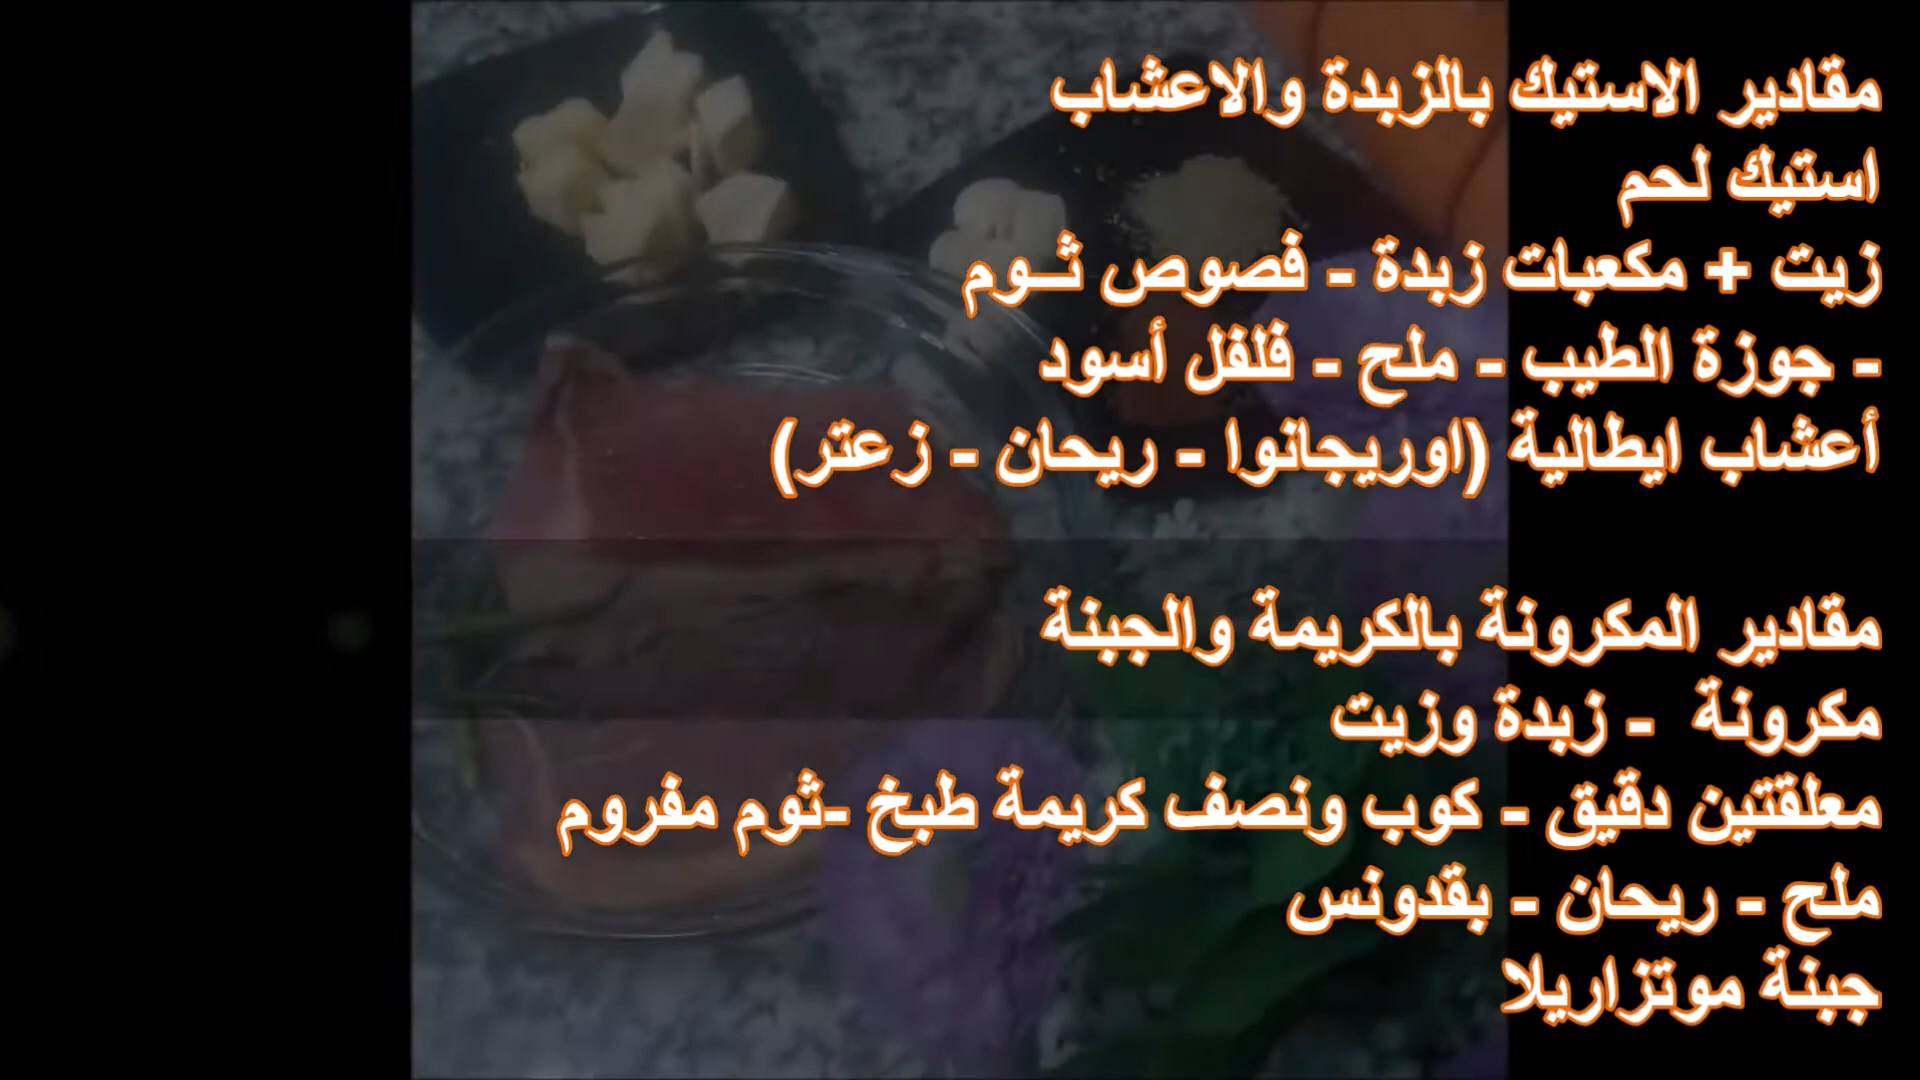 مقادير الاستيك بالزبدة والاعشاب
استيك لحم
زيت + مكعبات زبدة - فصوص ثـوم
- جوزة الطيب - ملح - فلفل أسود
أعشاب ايطالية (اوريجانوا - ريحان - زعتر)
مقادير المكرونة بالكريمة والجبنة
مكرونة - زبدة وزيت
معلقتين دقيق - كوب ونصف كريمة طبخ -ثوم مفروم
ملح - ريحان - بقدونس
جبنة موتزاريلا